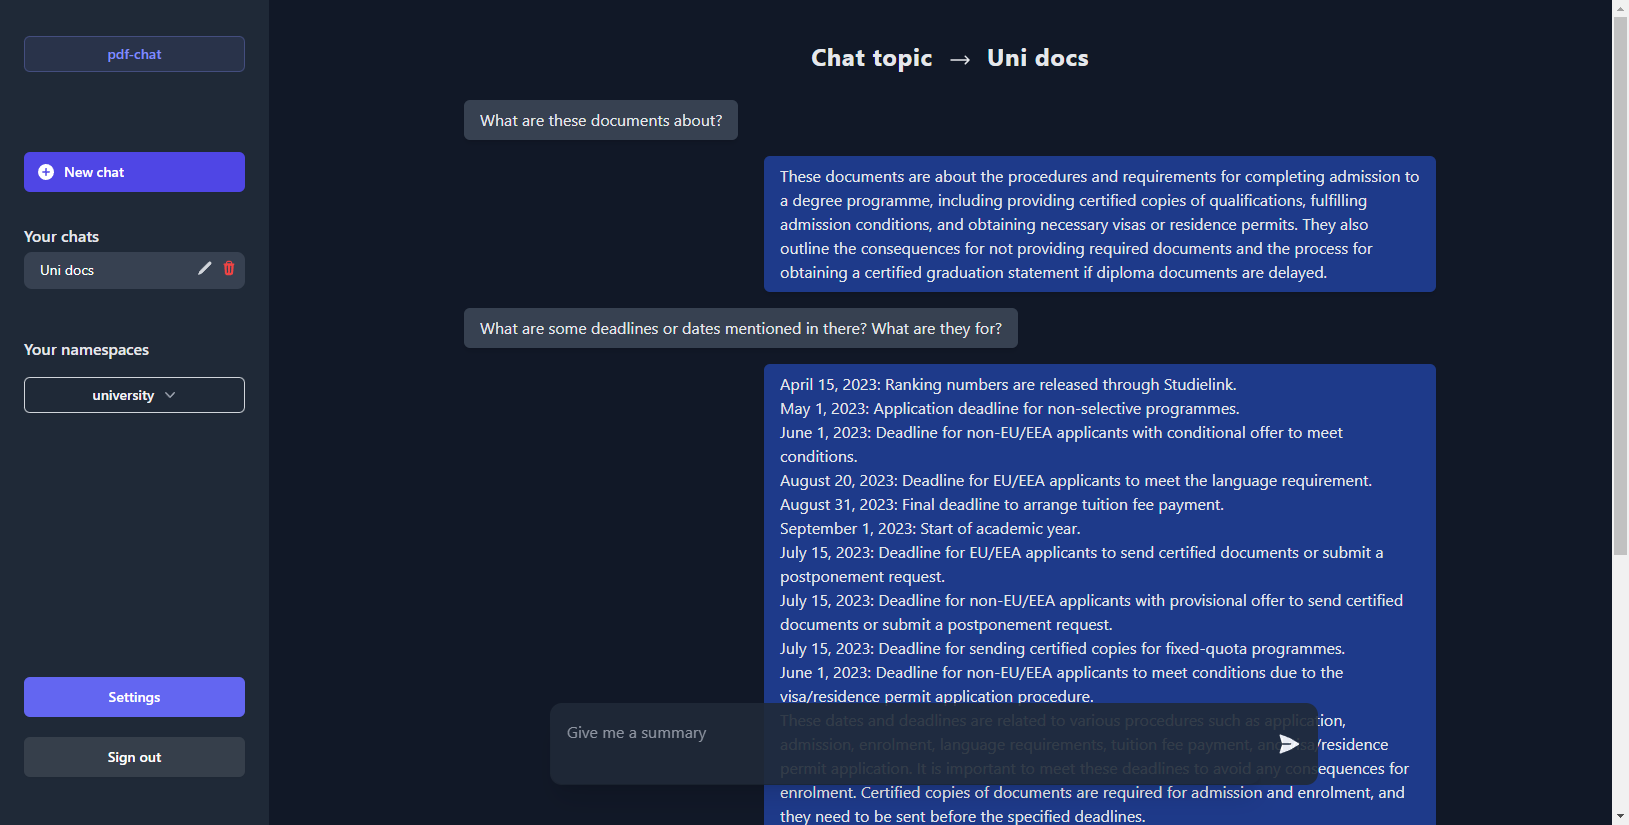 pdf-chat
New chat
Your chats
Uni docs
Your namespaces
university
Settings
Sign out
Chat topic → Uni docs
What are these documents about?
These documents are about the procedures and requirements for completing admission to
a degree programme, including providing certified copies of qualifications, fulfilling
admission conditions, and obtaining necessary visas or residence permits. They also
outline the consequences for not providing required documents and the process for
obtaining a certified graduation statement if diploma documents are delayed.
What are some deadlines or dates mentioned in there? What are they for?
April 15, 2023: Ranking numbers are released through Studielink.
May 1, 2023: Application deadline for non-selective programmes.
June 1, 2023: Deadline for non-EU/EEA applicants with conditional offer to meet
conditions.
August 20, 2023: Deadline for EU/EEA applicants to meet the language requirement.
August 31, 2023: Final deadline to arrange tuition fee payment.
September 1, 2023: Start of academic year.
July 15, 2023: Deadline for EU/EEA applicants to send certified documents or submit a
postponement request.
July 15, 2023: Deadline for non-EU/EEA applicants with provisional offer to send certified
documents or submit a postponement request.
July 15, 2023: Deadline for sending certified copies for fixed-quota programmes.
June 1, 2023: Deadline for non-EU/EEA applicants to meet conditions due to the
visa/residence permit application procedure.
These dates and deadlines are related to various procedures such as application,
admission, enrolment, language requirements, tuition fee payment, and visa/residence
permit application. It is important to meet these deadlines to avoid any consequences for
enrolment. Certified copies of documents are required for admission and enrolment, and
they need to be sent before the specified deadlines.
Give me a summary